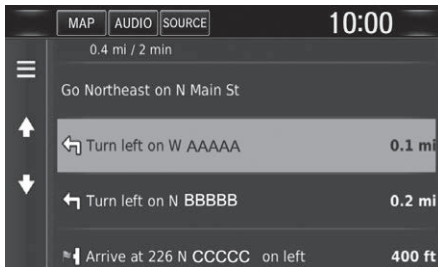 MAP AUDIO SOURCE 10:00
0.4 mi / 2 min
Go Northeast on N Main St
Turn left on W AAAAA 0.1 mi
Turn left on N BBBBB 0.2 mi
Arrive at 226 N CCCCC on left 400 ft